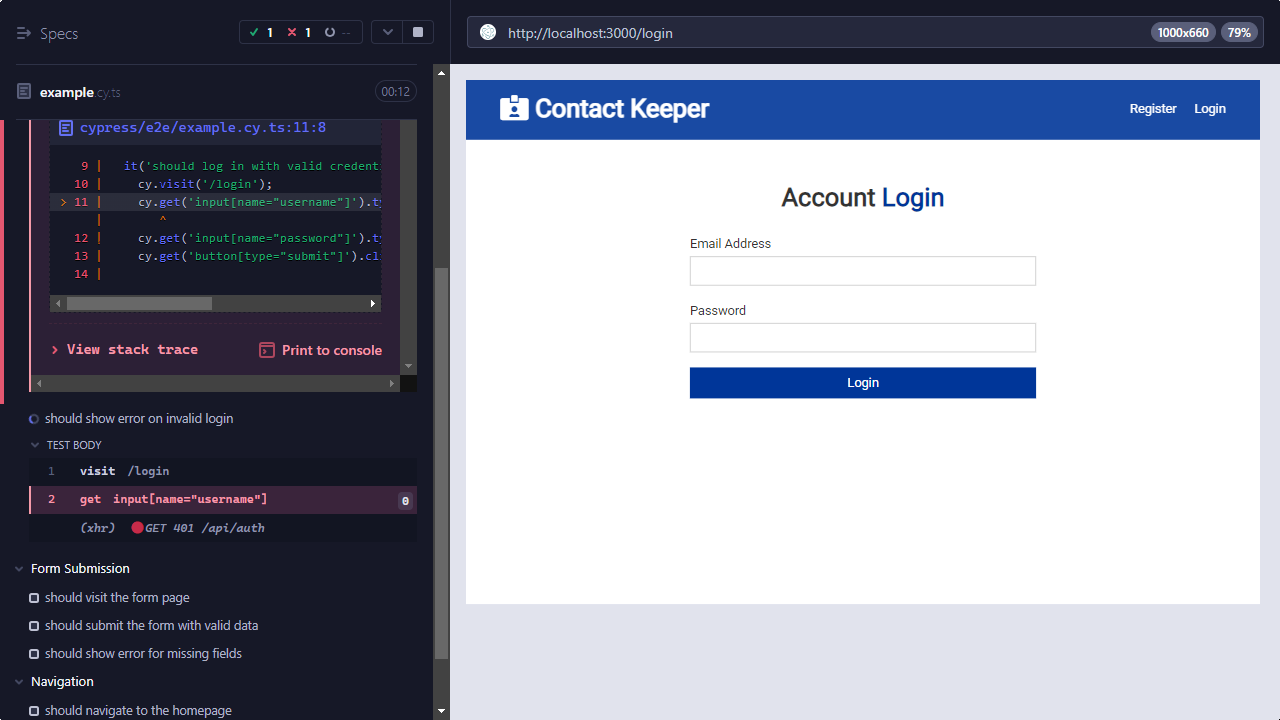 Specs
1
1
--
example.cy.ts
00:12
cypress/e2e/example.cy.ts:11:8
9 | it('should log in with valid credent
10 | cy.visit('/login');
> 11 | cy.get('input[name="username"]').ty
| ^
12 | cy.get('input[name="password"]').ty
13 | cy.get('button[type="submit"]').cli
14 |
> View stack trace
Print to console
should show error on invalid login
TEST BODY
1 visit /login
2 get input[name="username"] 0
(xhr) GET 401 /api/auth
Form Submission
should visit the form page
should submit the form with valid data
should show error for missing fields
Navigation
should navigate to the homepage
http://localhost:3000/login
1000x660
79%
Contact Keeper
Register
Login
Account Login
Email Address
Password
Login